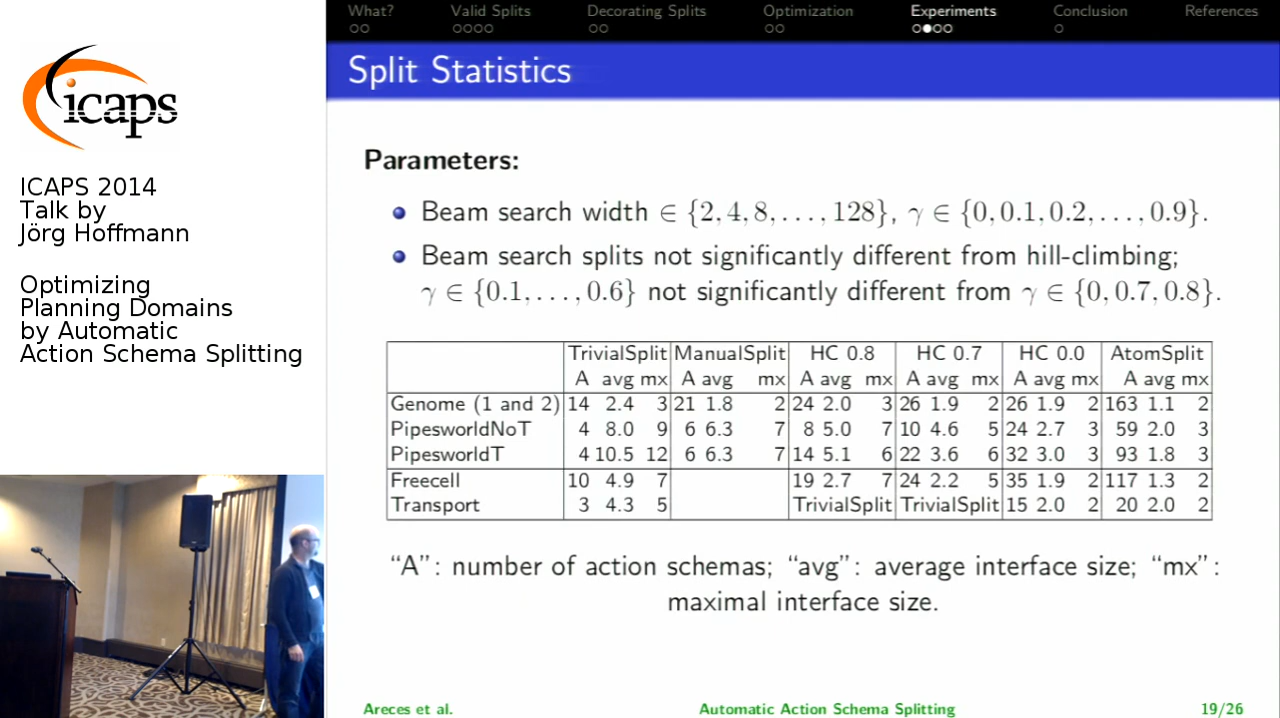 icaps
ICAPS 2014
Talk by
Jörg Hoffmann
Optimizing
Planning Domains
by Automatic
Action Schema Splitting
What? Valid Splits Decorating Splits Optimization Experiments Conclusion References
Split Statistics
Parameters:
Beam search width ∈ {2, 4, 8, . . . , 128}, γ ∈ {0, 0.1, 0.2, . . . , 0.9}.
Beam search splits not significantly different from hill-climbing;
γ ∈ {0.1, . . . , 0.6} not significantly different from γ ∈ {0, 0.7, 0.8}.
TrivialSplit ManualSplit HC 0.8 HC 0.7 HC 0.0 AtomSplit
A avg mx A avg mx A avg mx A avg mx A avg mx A avg mx
Genome (1 and 2) 14 2.4 3 21 1.8 2 24 2.0 3 26 1.9 2 26 1.9 2 163 1.1 2
PipesworldNoT 4 8.0 9 6 6.3 7 8 5.0 7 10 4.6 5 24 2.7 3 59 2.0 3
PipesworldT 4 10.5 12 6 6.3 7 14 5.1 6 22 3.6 6 32 3.0 3 93 1.8 3
Freecell 10 4.9 7 19 2.7 7 24 2.2 5 35 1.9 2 117 1.3 2
Transport 3 4.3 5 TrivialSplit TrivialSplit 15 2.0 2 20 2.0 2
“A”: number of action schemas; “avg”: average interface size; “mx”:
maximal interface size.
Areces et al. Automatic Action Schema Splitting 19/26